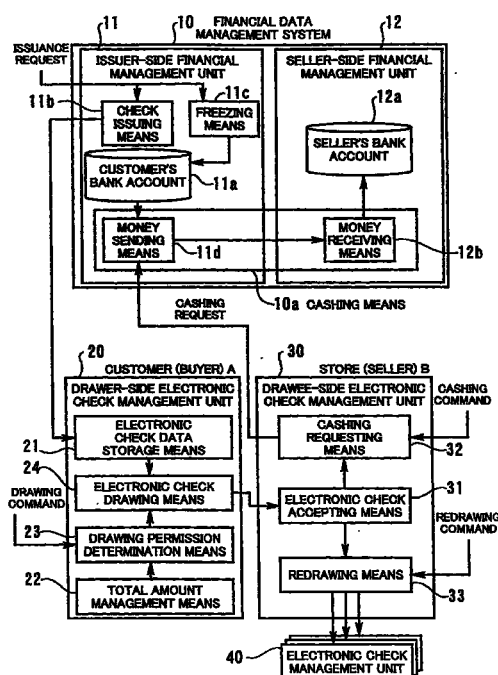 10 FINANCIAL DATA
MANAGEMENT SYSTEM
11
12
ISSUANCE
REQUEST
ISSUER-SIDE FINANCIAL
MANAGEMENT UNIT
SELLER-SIDE FINANCIAL
MANAGEMENT UNIT
11b
11c
12a
CHECK
ISSUING
MEANS
FREEZING
MEANS
SELLER'S BANK
ACCOUNT
CUSTOMER'S
BANK ACCOUNT
11a
MONEY
SENDING
MEANS
11d
MONEY
RECEIVING
MEANS
12b
10a CASHING MEANS
CASHING
REQUEST
20
CUSTOMER (BUYER) A
30
STORE (SELLER) B
CASHING
COMMAND
DRAWER-SIDE ELECTRONIC
CHECK MANAGEMENT UNIT
DRAWEE-SIDE ELECTRONIC
CHECK MANAGEMENT UNIT
ELECTRONIC
CHECK DATA
STORAGE MEANS
21
CASHING
REQUESTING
MEANS
32
24
ELECTRONIC CHECK
DRAWING MEANS
ELECTRONIC CHECK
ACCEPTING MEANS
31
DRAWING
COMMAND
23
DRAWING PERMISSION
DETERMINATION MEANS
REDRAWING
COMMAND
22
TOTAL AMOUNT
MANAGEMENT MEANS
REDRAWING MEANS
33
40
ELECTRONIC CHECK
MANAGEMENT UNIT